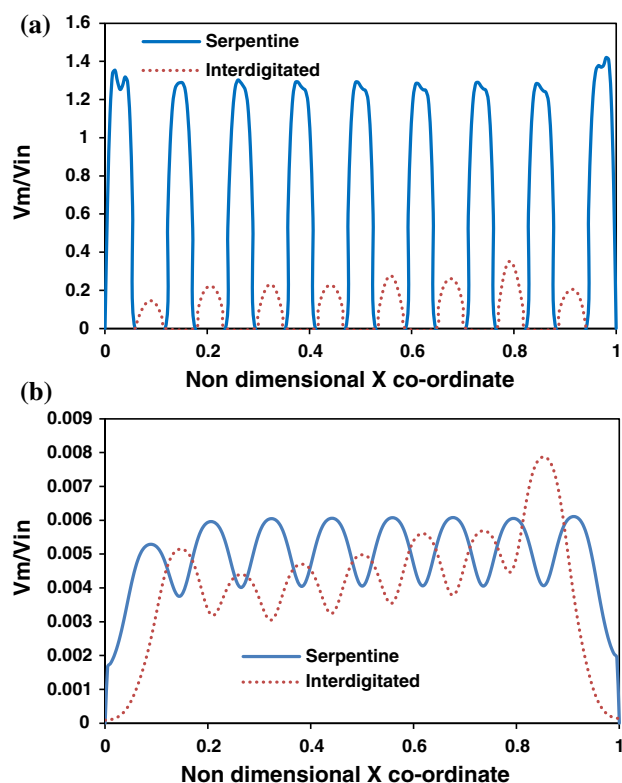 (a)
1.6
1.4
1.2
1
0.8
0.6
0.4
0.2
0
Vm/Vin
Serpentine
Interdigitated
0 0.2 0.4 0.6 0.8 1
Non dimensional X co-ordinate
(b)
0.009
0.008
0.007
0.006
0.005
0.004
0.003
0.002
0.001
0
Vm/Vin
Serpentine
Interdigitated
0 0.2 0.4 0.6 0.8 1
Non dimensional X co-ordinate